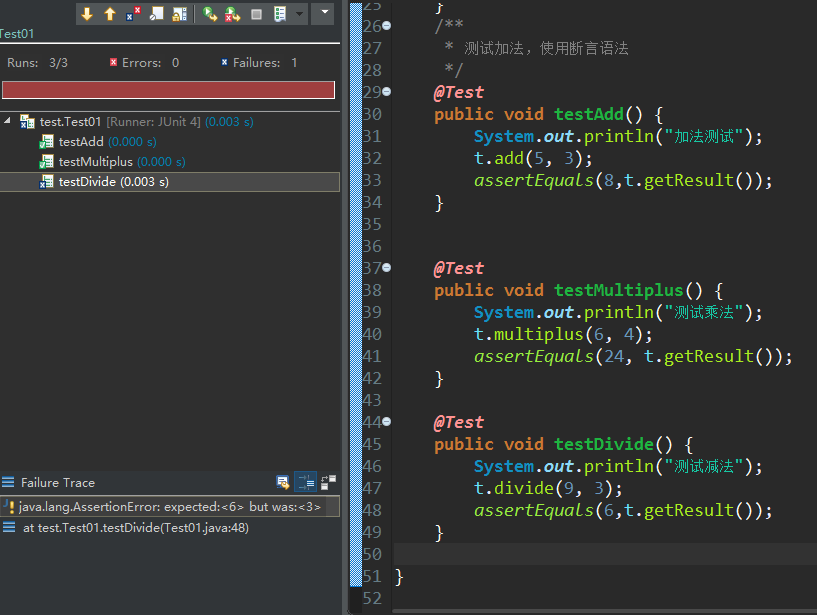 Test01
Runs: 3/3 Errors: 0 Failures: 1
test.Test01 [Runner: JUnit 4] (0.003 s)
testAdd (0.000 s)
testMultiplus (0.000 s)
testDivide (0.003 s)
Failure Trace
java.lang.AssertionError: expected:<6> but was:<3>
at test.Test01.testDivide(Test01.java:48)
25 }
26 /**
27 * 测试加法，使用断言语法
28 */
29 @Test
30 public void testAdd() {
31 System.out.println("加法测试");
32 t.add(5, 3);
33 assertEquals(8,t.getResult());
34 }
35
36
37 @Test
38 public void testMultiplus() {
39 System.out.println("测试乘法");
40 t.multiplus(6, 4);
41 assertEquals(24, t.getResult());
42 }
43
44 @Test
45 public void testDivide() {
46 System.out.println("测试减法");
47 t.divide(9, 3);
48 assertEquals(6,t.getResult());
49 }
50
51 }
52